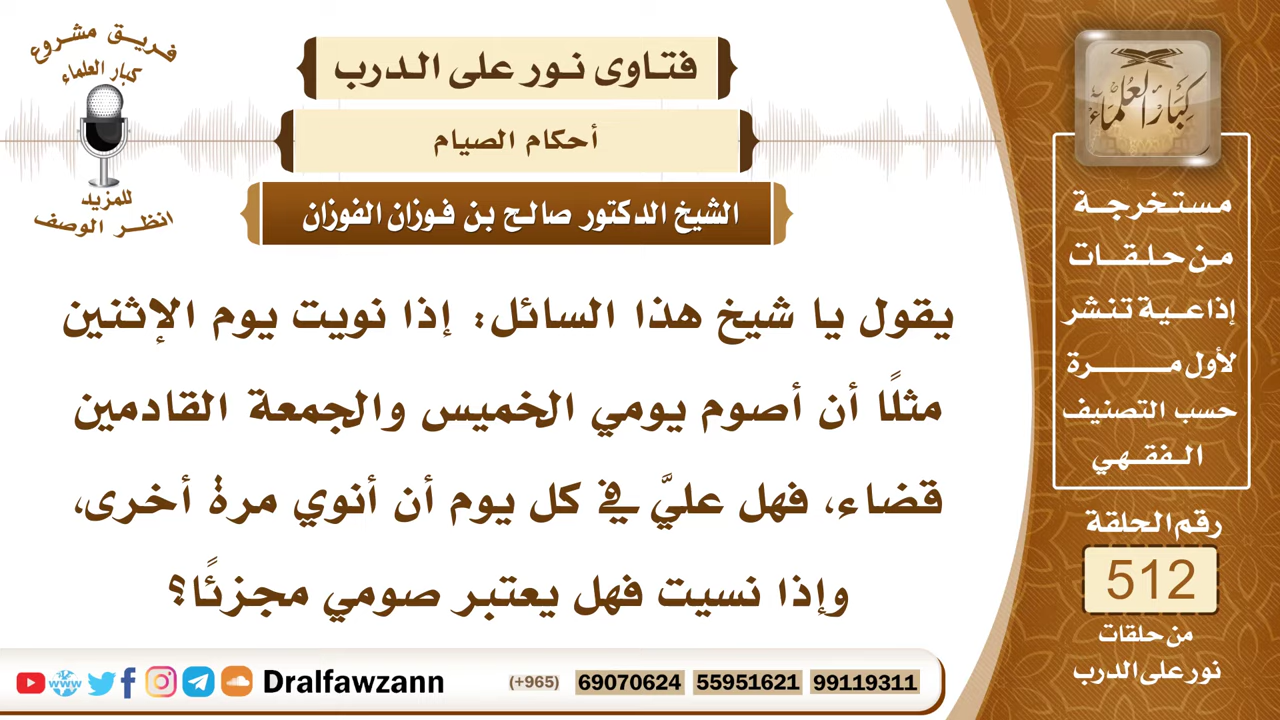 فريق مشروع
كبار العلماء
للمزيد
انظر الوصف
فتاوى نور على الدرب
أحكام الصيام
الشيخ الدكتور صالح بن فوزان الفوزان
يقول يا شيخ هذا السائل: إذا نويت يوم الإثنين
مثلًا أن أصوم يومي الخميس والجمعة القادمين
قضاء، فهل عليَّ في كل يوم أن أنوي مرة أخرى،
وإذا نسيت فهل يعتبر صومي مجزئًا؟
كبار العلماء
مستخرجة
من حلقات
إذاعية تنشر
لأول مرة
حسب التصنيف
الفقهي
رقم الحلقة
512
من حلقات
نور على الدرب
www
Dralfawzann
(+965) 69070624 55951621 99119311